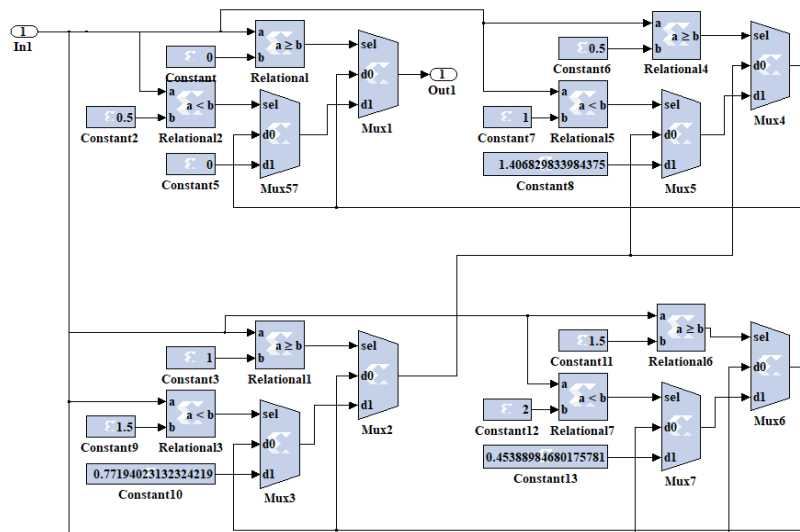 1
In1
a
b
a ≥ b
Relational
0
Constant
a
b
a < b
Relational2
0.5
Constant2
0
Constant5
sel
d0
d1
Mux57
sel
d0
d1
Mux1
1
Out1
a
b
a ≥ b
Relational4
0.5
Constant6
a
b
a < b
Relational5
1
Constant7
1.406829833984375
Constant8
sel
d0
d1
Mux5
sel
d0
d1
Mux4
a
b
a ≥ b
Relational1
1
Constant3
a
b
a < b
Relational3
1.5
Constant9
0.77194023132324219
Constant10
sel
d0
d1
Mux3
sel
d0
d1
Mux2
a
b
a ≥ b
Relational6
1.5
Constant11
a
b
a < b
Relational7
2
Constant12
0.45388984680175781
Constant13
sel
d0
d1
Mux7
sel
d0
d1
Mux6